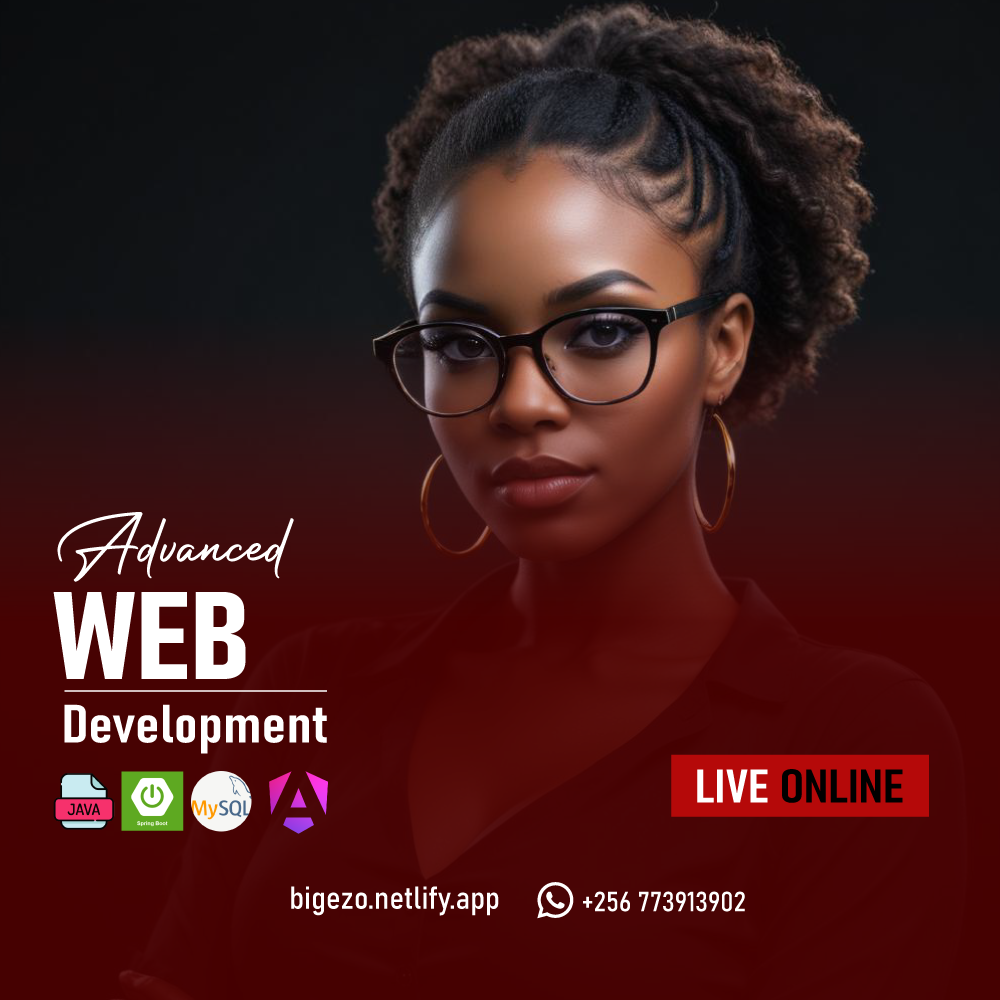 Advanced
WEB
Development
JAVA
Spring Boot
MySQL
LIVE ONLINE
bigezo.netlify.app
+256 773913902